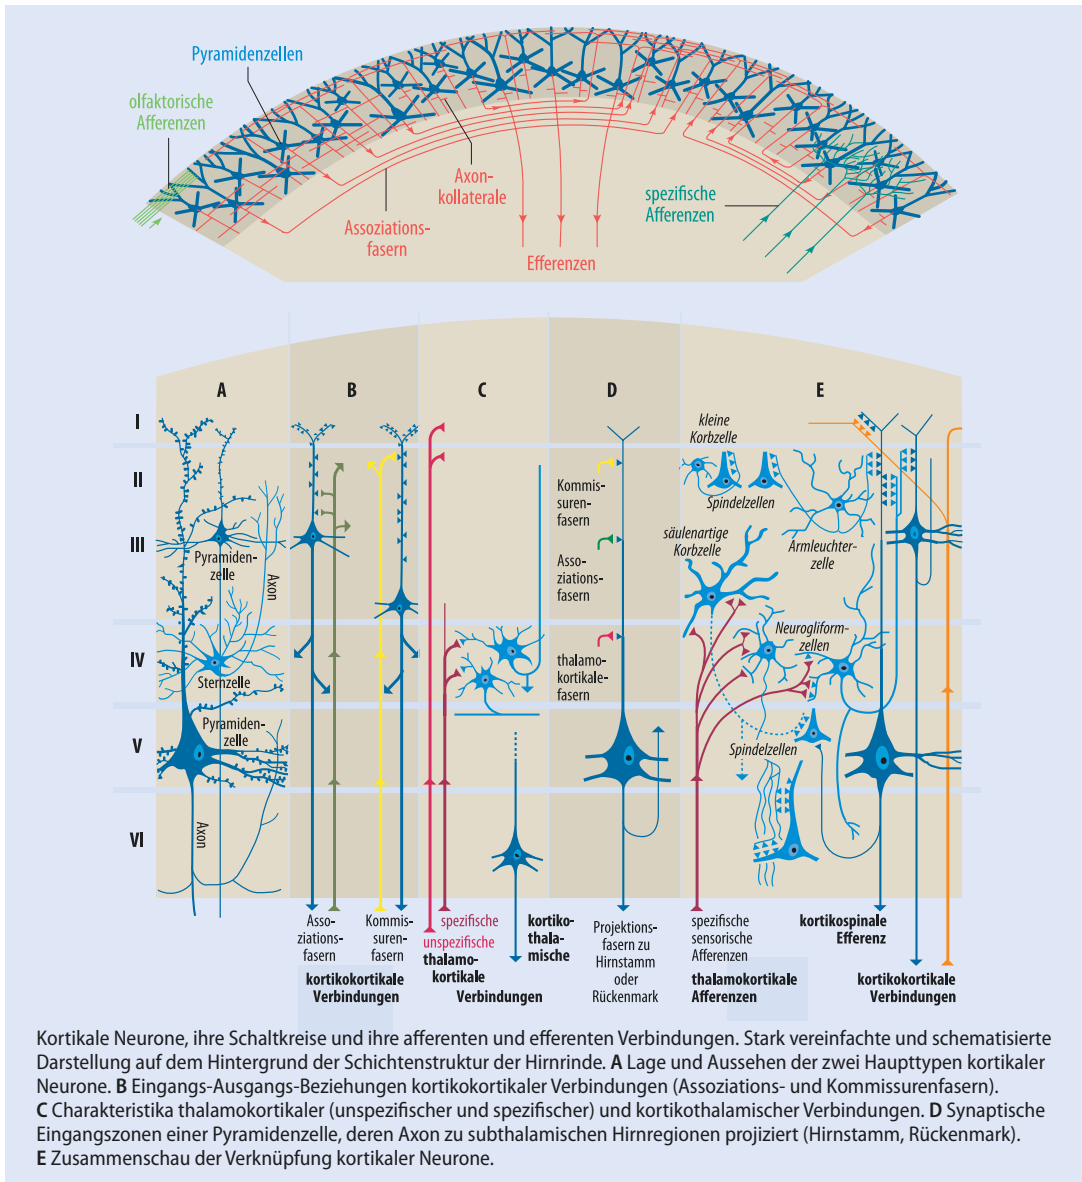 Pyramidenzellen
olfaktorische
Afferenzen
Axon-
kollaterale
Assoziations-
fasern
Efferenzen
spezifische
Afferenzen
A
B
C
D
E
I
II
III
IV
V
VI
Pyramiden-
zelle
Axon
Sternzelle
Pyramiden-
zelle
Axon
Kommis-
suren-
fasern
Asso-
ziations-
fasern
thalamo-
kortikale-
fasern
kleine
Korbzelle
Spindelzellen
säulenartige
Korbzelle
Armleuchter-
zelle
Neurogliform-
zellen
Spindelzellen
Asso-
ziations-
fasern
Kommis-
suren-
fasern
kortikokortikale
Verbindungen
spezifische
unspezifische
thalamo-
kortikale
Verbindungen
kortiko-
thala-
mische
Projektions-
fasern zu
Hirnstamm
oder
Rückenmark
spezifische
sensorische
Afferenzen
thalamokortikale
Afferenzen
kortikospinale
Efferenz
kortikokortikale
Verbindungen
Kortikale Neurone, ihre Schaltkreise und ihre afferenten und efferenten Verbindungen. Stark vereinfachte und schematisierte
Darstellung auf dem Hintergrund der Schichtenstruktur der Hirnrinde. A Lage und Aussehen der zwei Haupttypen kortikaler
Neurone. B Eingangs-Ausgangs-Beziehungen kortikokortikaler Verbindungen (Assoziations- und Kommissurenfasern).
C Charakteristika thalamokortikaler (unspezifischer und spezifischer) und kortikothalamischer Verbindungen. D Synaptische
Eingangszonen einer Pyramidenzelle, deren Axon zu subthalamischen Hirnregionen projiziert (Hirnstamm, Rückenmark).
E Zusammenschau der Verknüpfung kortikaler Neurone.